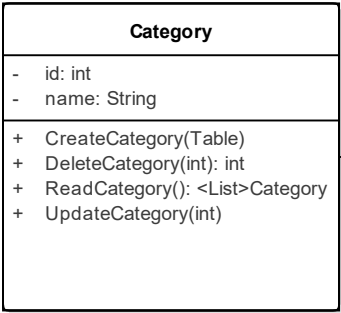 Category
- id: int
- name: String
+ CreateCategory(Table)
+ DeleteCategory(int): int
+ ReadCategory(): <List>Category
+ UpdateCategory(int)